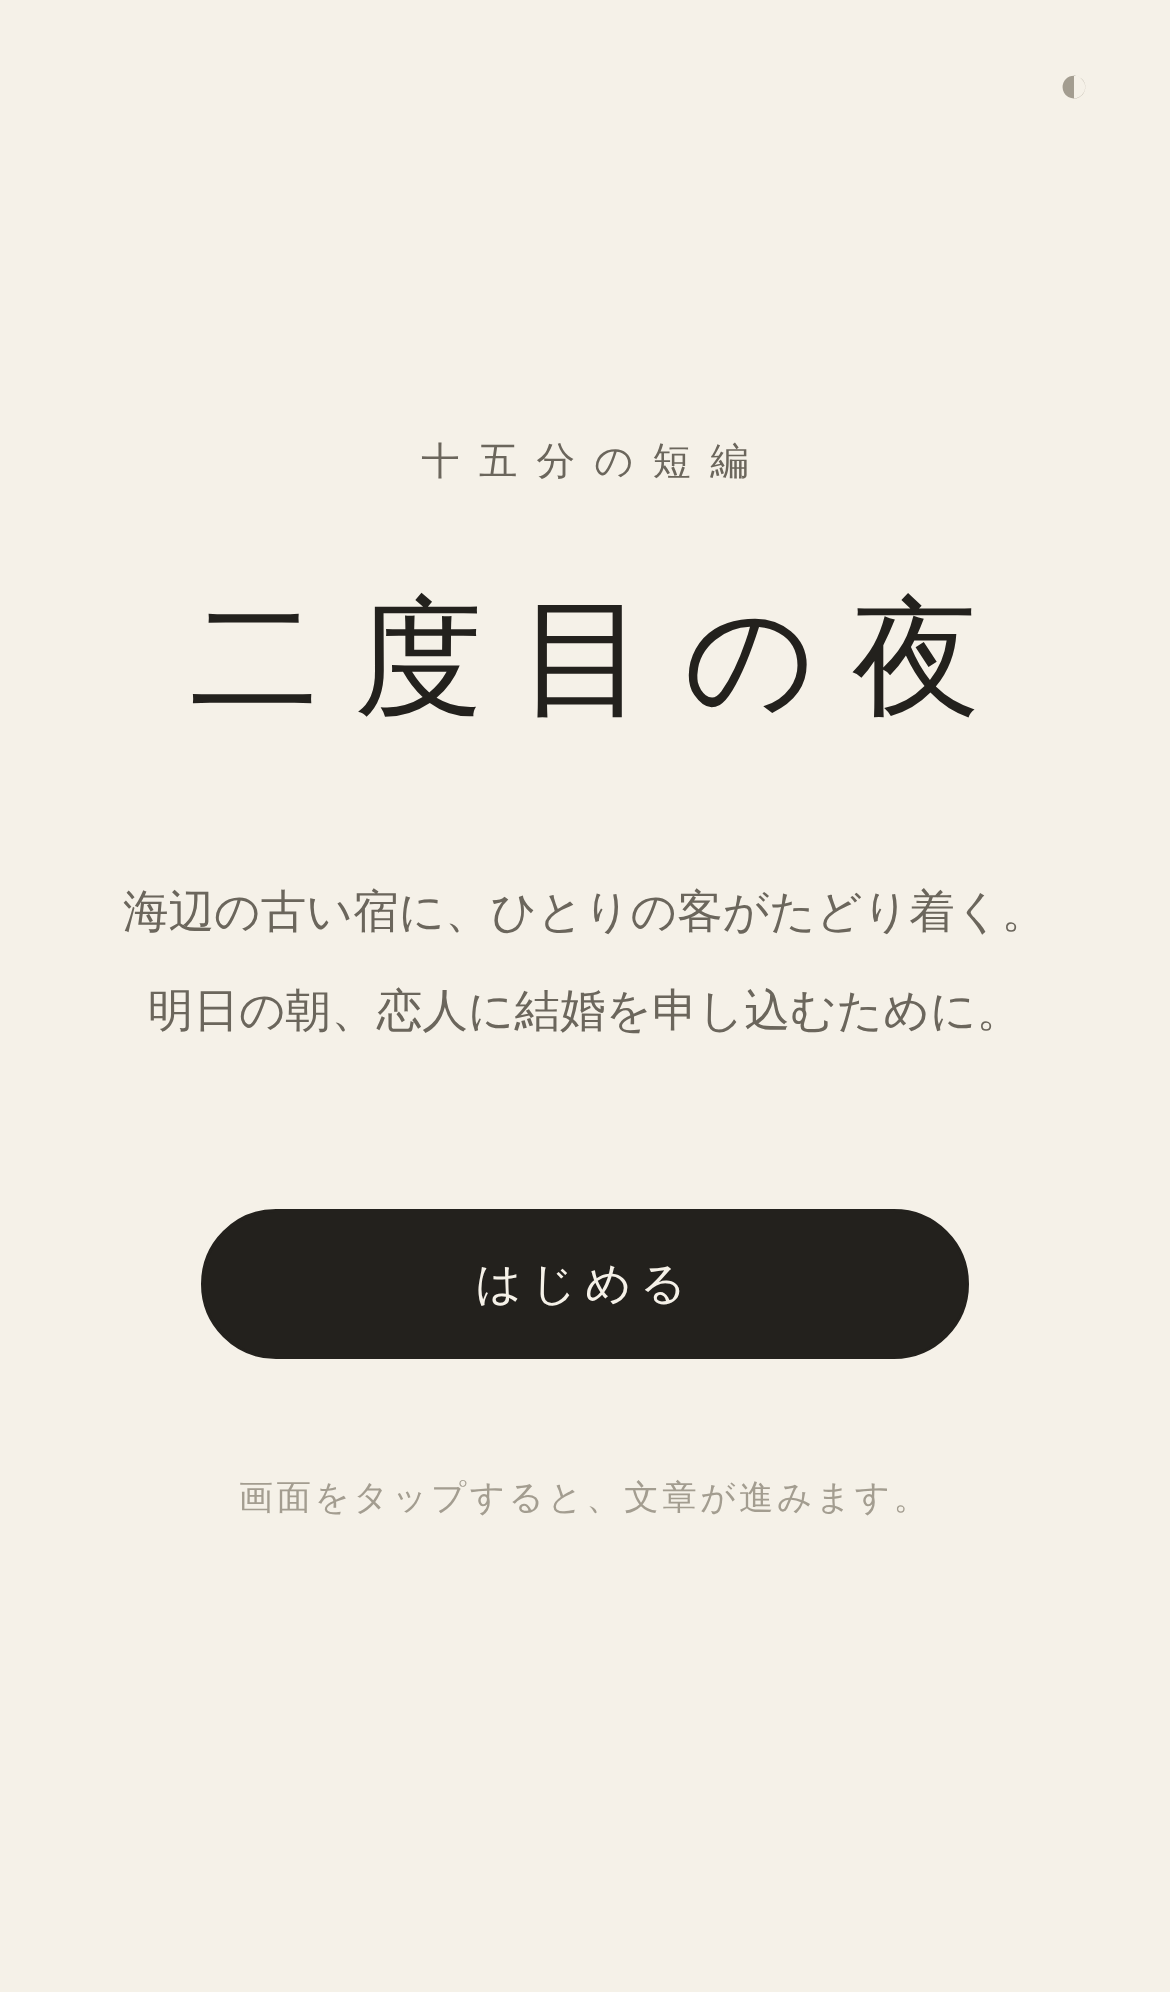 十五分の短編
二度目の夜
海辺の古い宿に、ひとりの客がたどり着く。
明日の朝、恋人に結婚を申し込むために。
はじめる
画面をタップすると、文章が進みます。